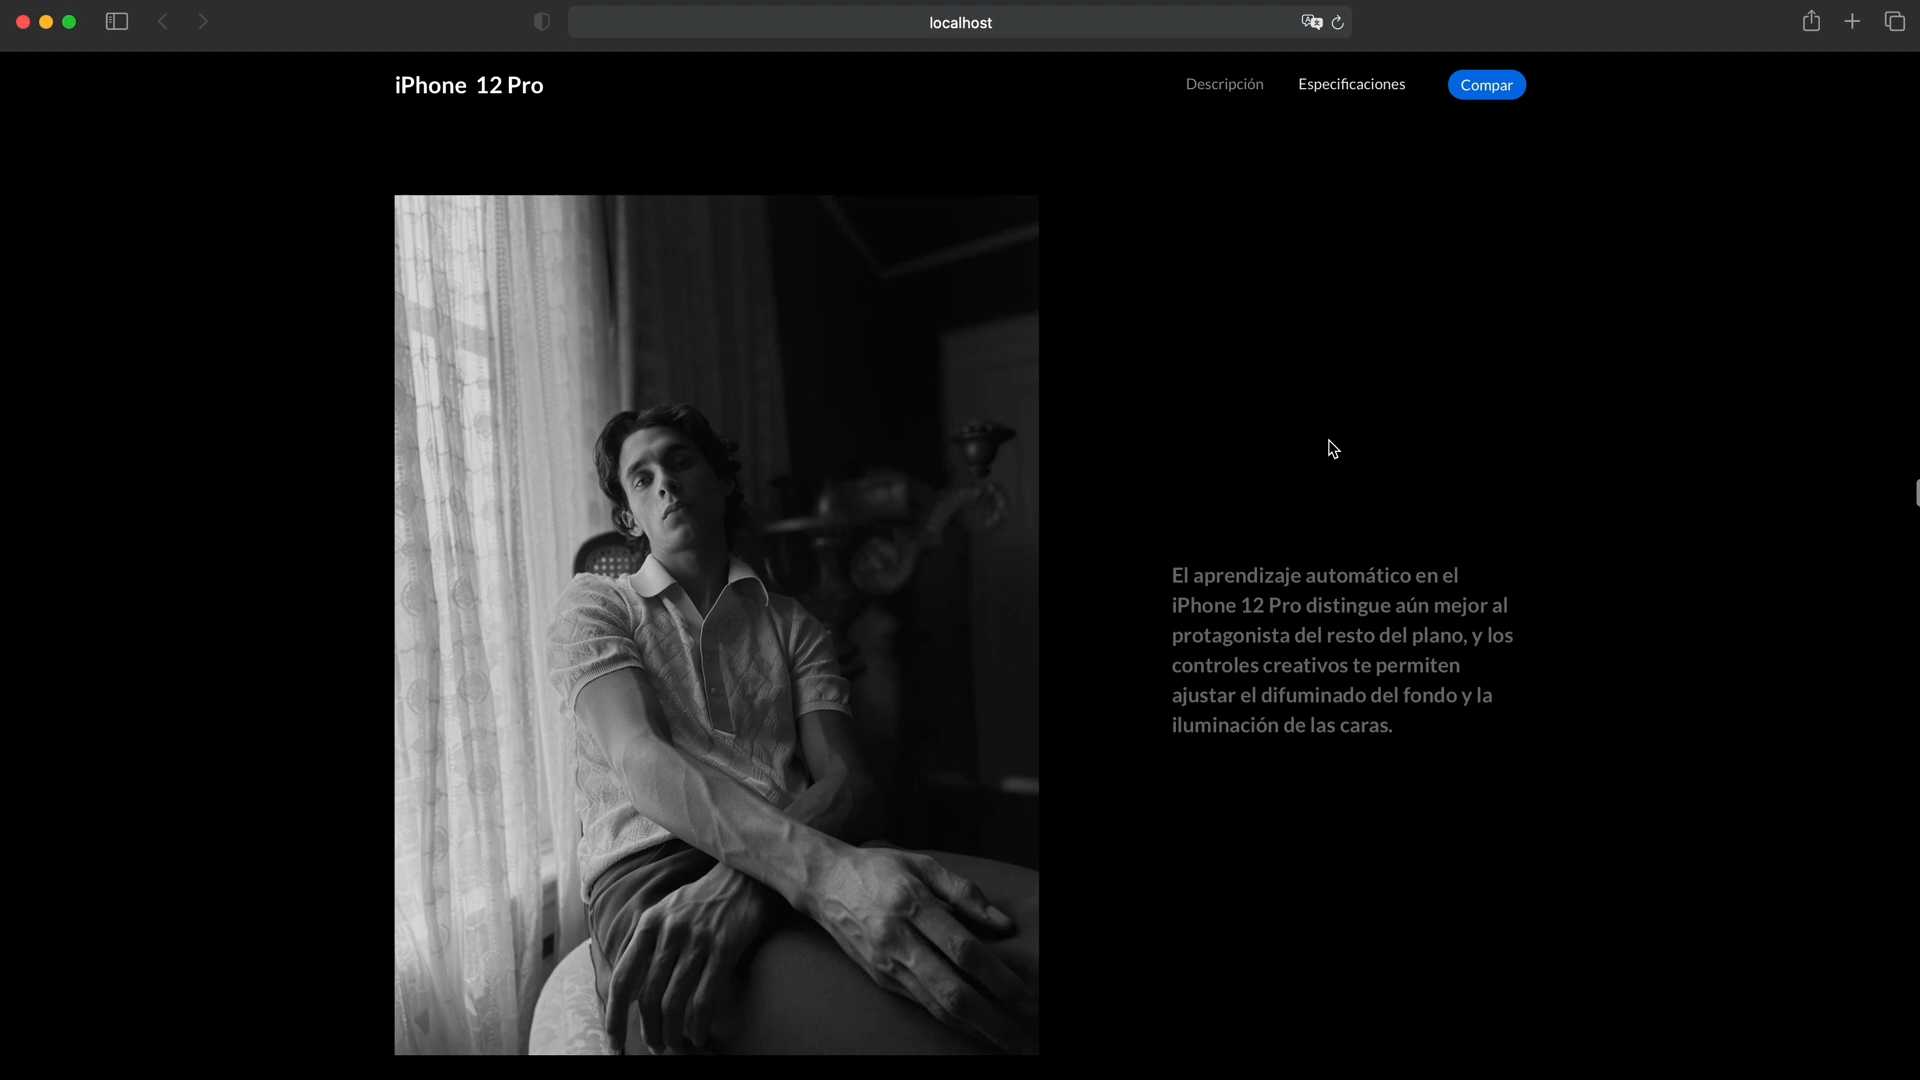 localhost
iPhone 12 Pro
Descripción
Especificaciones
Compar
El aprendizaje automático en el
iPhone 12 Pro distingue aún mejor al
protagonista del resto del plano, y los
controles creativos te permiten
ajustar el difuminado del fondo y la
iluminación de las caras.